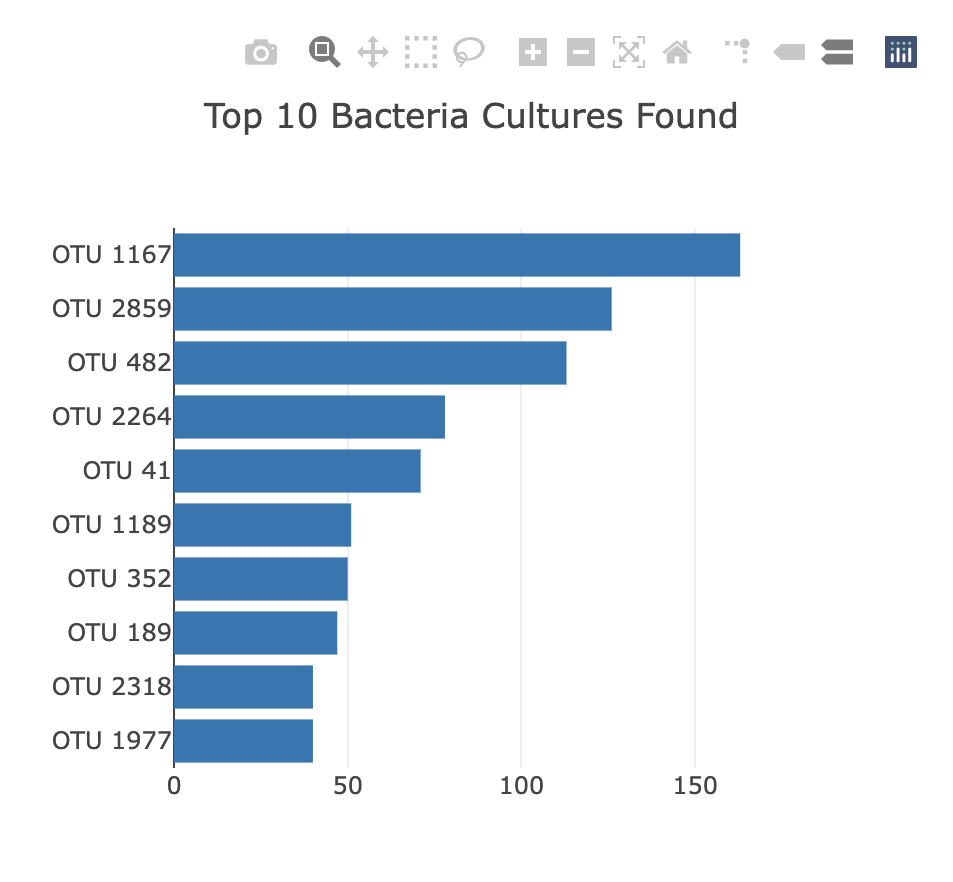 Top 10 Bacteria Cultures Found
OTU 1167
OTU 2859
OTU 482
OTU 2264
OTU 41
OTU 1189
OTU 352
OTU 189
OTU 2318
OTU 1977
0 50 100 150